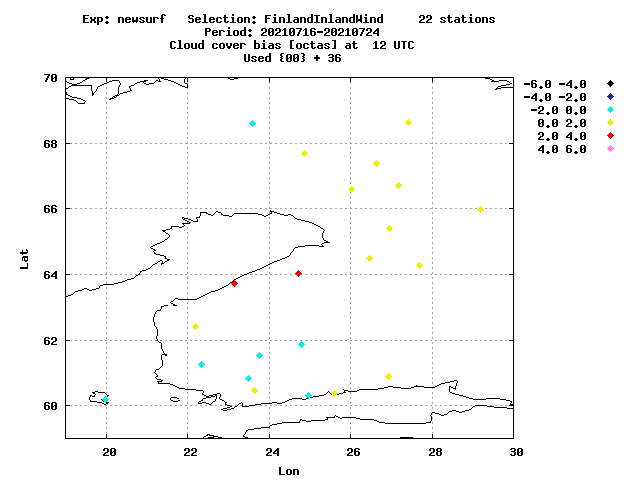 Exp: newsurf   Selection: FinlandInlandWind     22 stations
Period: 20210716-20210724
Cloud cover bias [octas] at  12 UTC
Used {00} + 36
-6.0 -4.0
-4.0 -2.0
-2.0 0.0
0.0 2.0
2.0 4.0
4.0 6.0
70
68
66
64
62
60
Lat
20 22 24 26 28 30
Lon